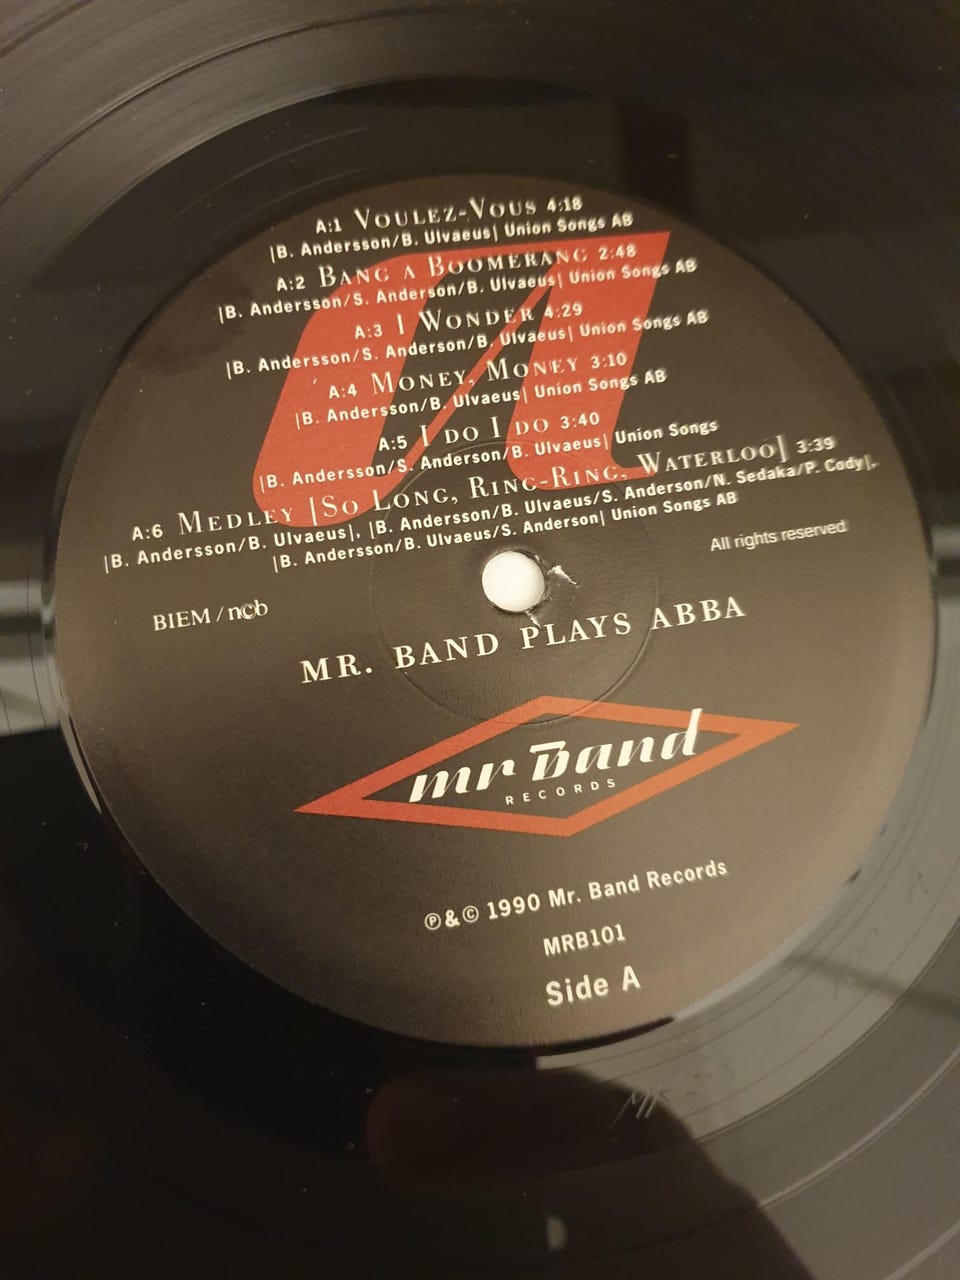 A:1 Voulez-Vous 4:18
|B. Andersson/B. Ulvaeus| Union Songs AB
A:2 Bang a Boomerang 2:48
|B. Andersson/S. Anderson/B. Ulvaeus| Union Songs AB
A:3 I Wonder 4:29
|B. Andersson/S. Anderson/B. Ulvaeus| Union Songs AB
A:4 Money, Money 3:10
|B. Andersson/B. Ulvaeus| Union Songs AB
A:5 I do I do 3:40
|B. Andersson/S. Anderson/B. Ulvaeus| Union Songs
A:6 Medley [So Long, Ring-Ring, Waterloo] 3:39
|B. Andersson/B. Ulvaeus|, |B. Andersson/B. Ulvaeus/S. Anderson/N. Sedaka/P. Cody|,
|B. Andersson/B. Ulvaeus/S. Anderson| Union Songs AB
All rights reserved
BIEM / ncb
MR. BAND PLAYS ABBA
mr Band
RECORDS
℗&© 1990 Mr. Band Records
MRB101
Side A